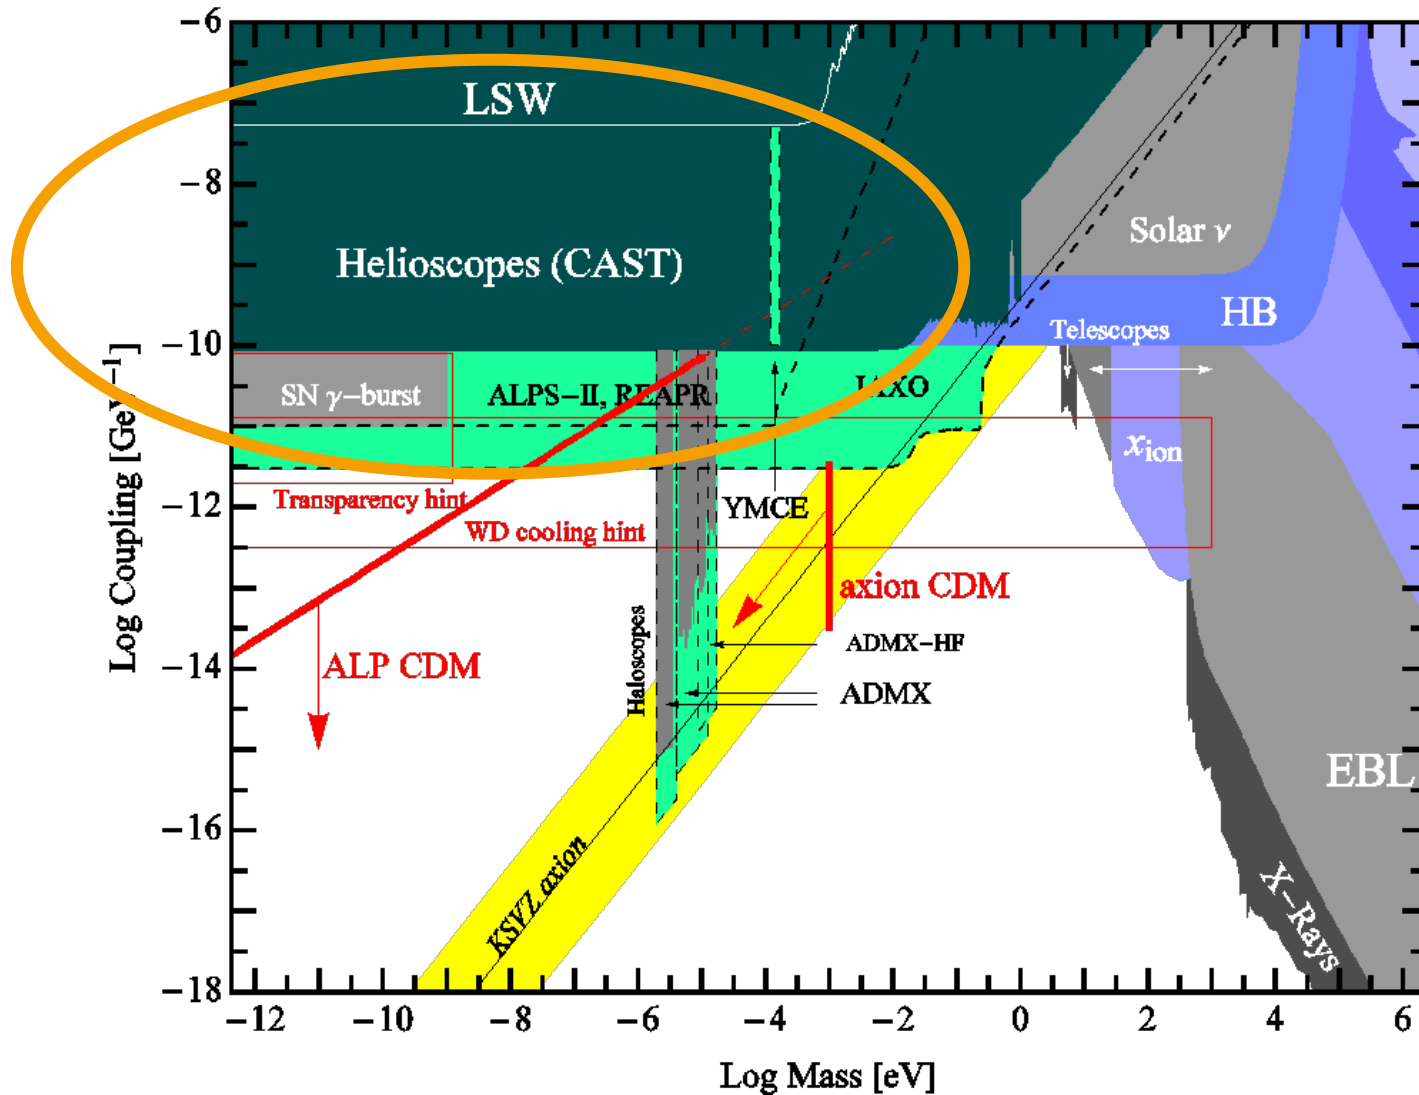 −6
LSW
−8
Solar ν
Helioscopes (CAST)
HB
Telescopes
−10
SN γ−burst
ALPS−II, REAPR
IAXO
x_ion
Transparency hint
−12
YMCE
WD cooling hint
axion CDM
Log Coupling [GeV⁻¹]
ADMX−HF
−14
ALP CDM
Haloscopes
ADMX
EBL
−16
KSVZ axion
X−Rays
−18
−12 −10 −8 −6 −4 −2 0 2 4 6
Log Mass [eV]